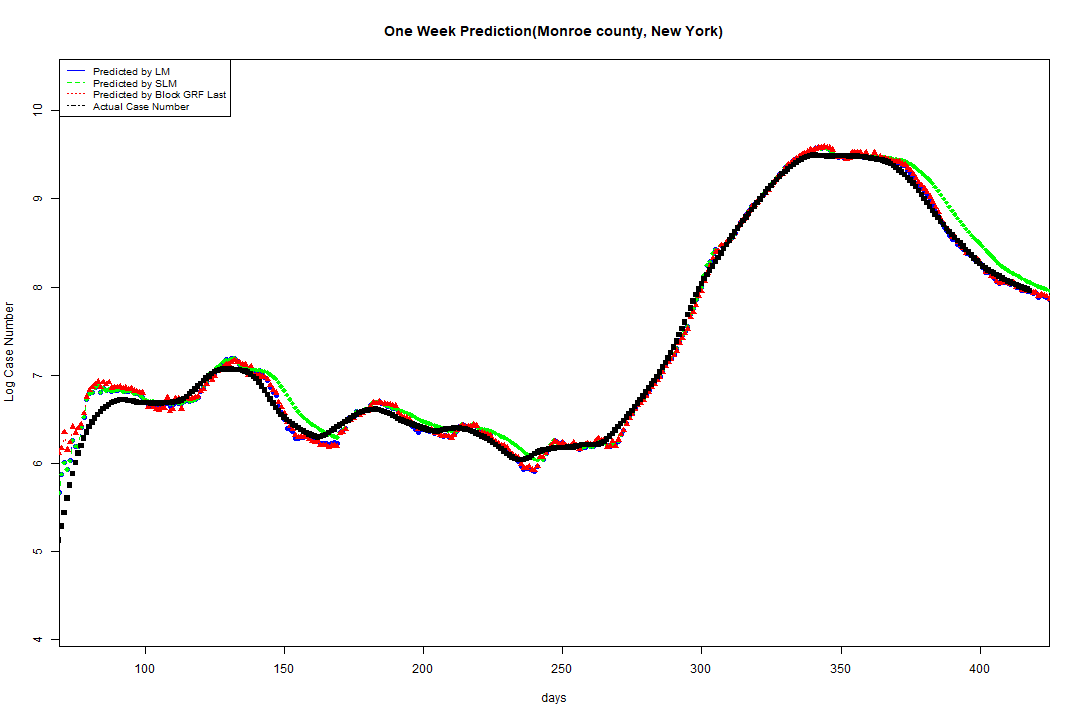 One Week Prediction(Monroe county, New York)
Predicted by LM
Predicted by SLM
Predicted by Block GRF Last
Actual Case Number
Log Case Number
10
9
8
7
6
5
4
100 150 200 250 300 350 400
days